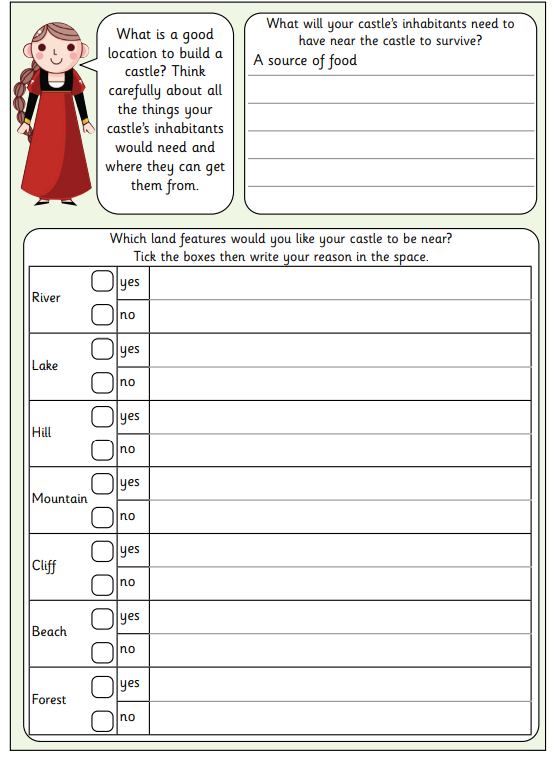 What is a good
location to build a
castle? Think
carefully about all
the things your
castle's inhabitants
would need and
where they can get
them from.
What will your castle's inhabitants need to
have near the castle to survive?
A source of food
Which land features would you like your castle to be near?
Tick the boxes then write your reason in the space.
River
yes
no
Lake
yes
no
Hill
yes
no
Mountain
yes
no
Cliff
yes
no
Beach
yes
no
Forest
yes
no